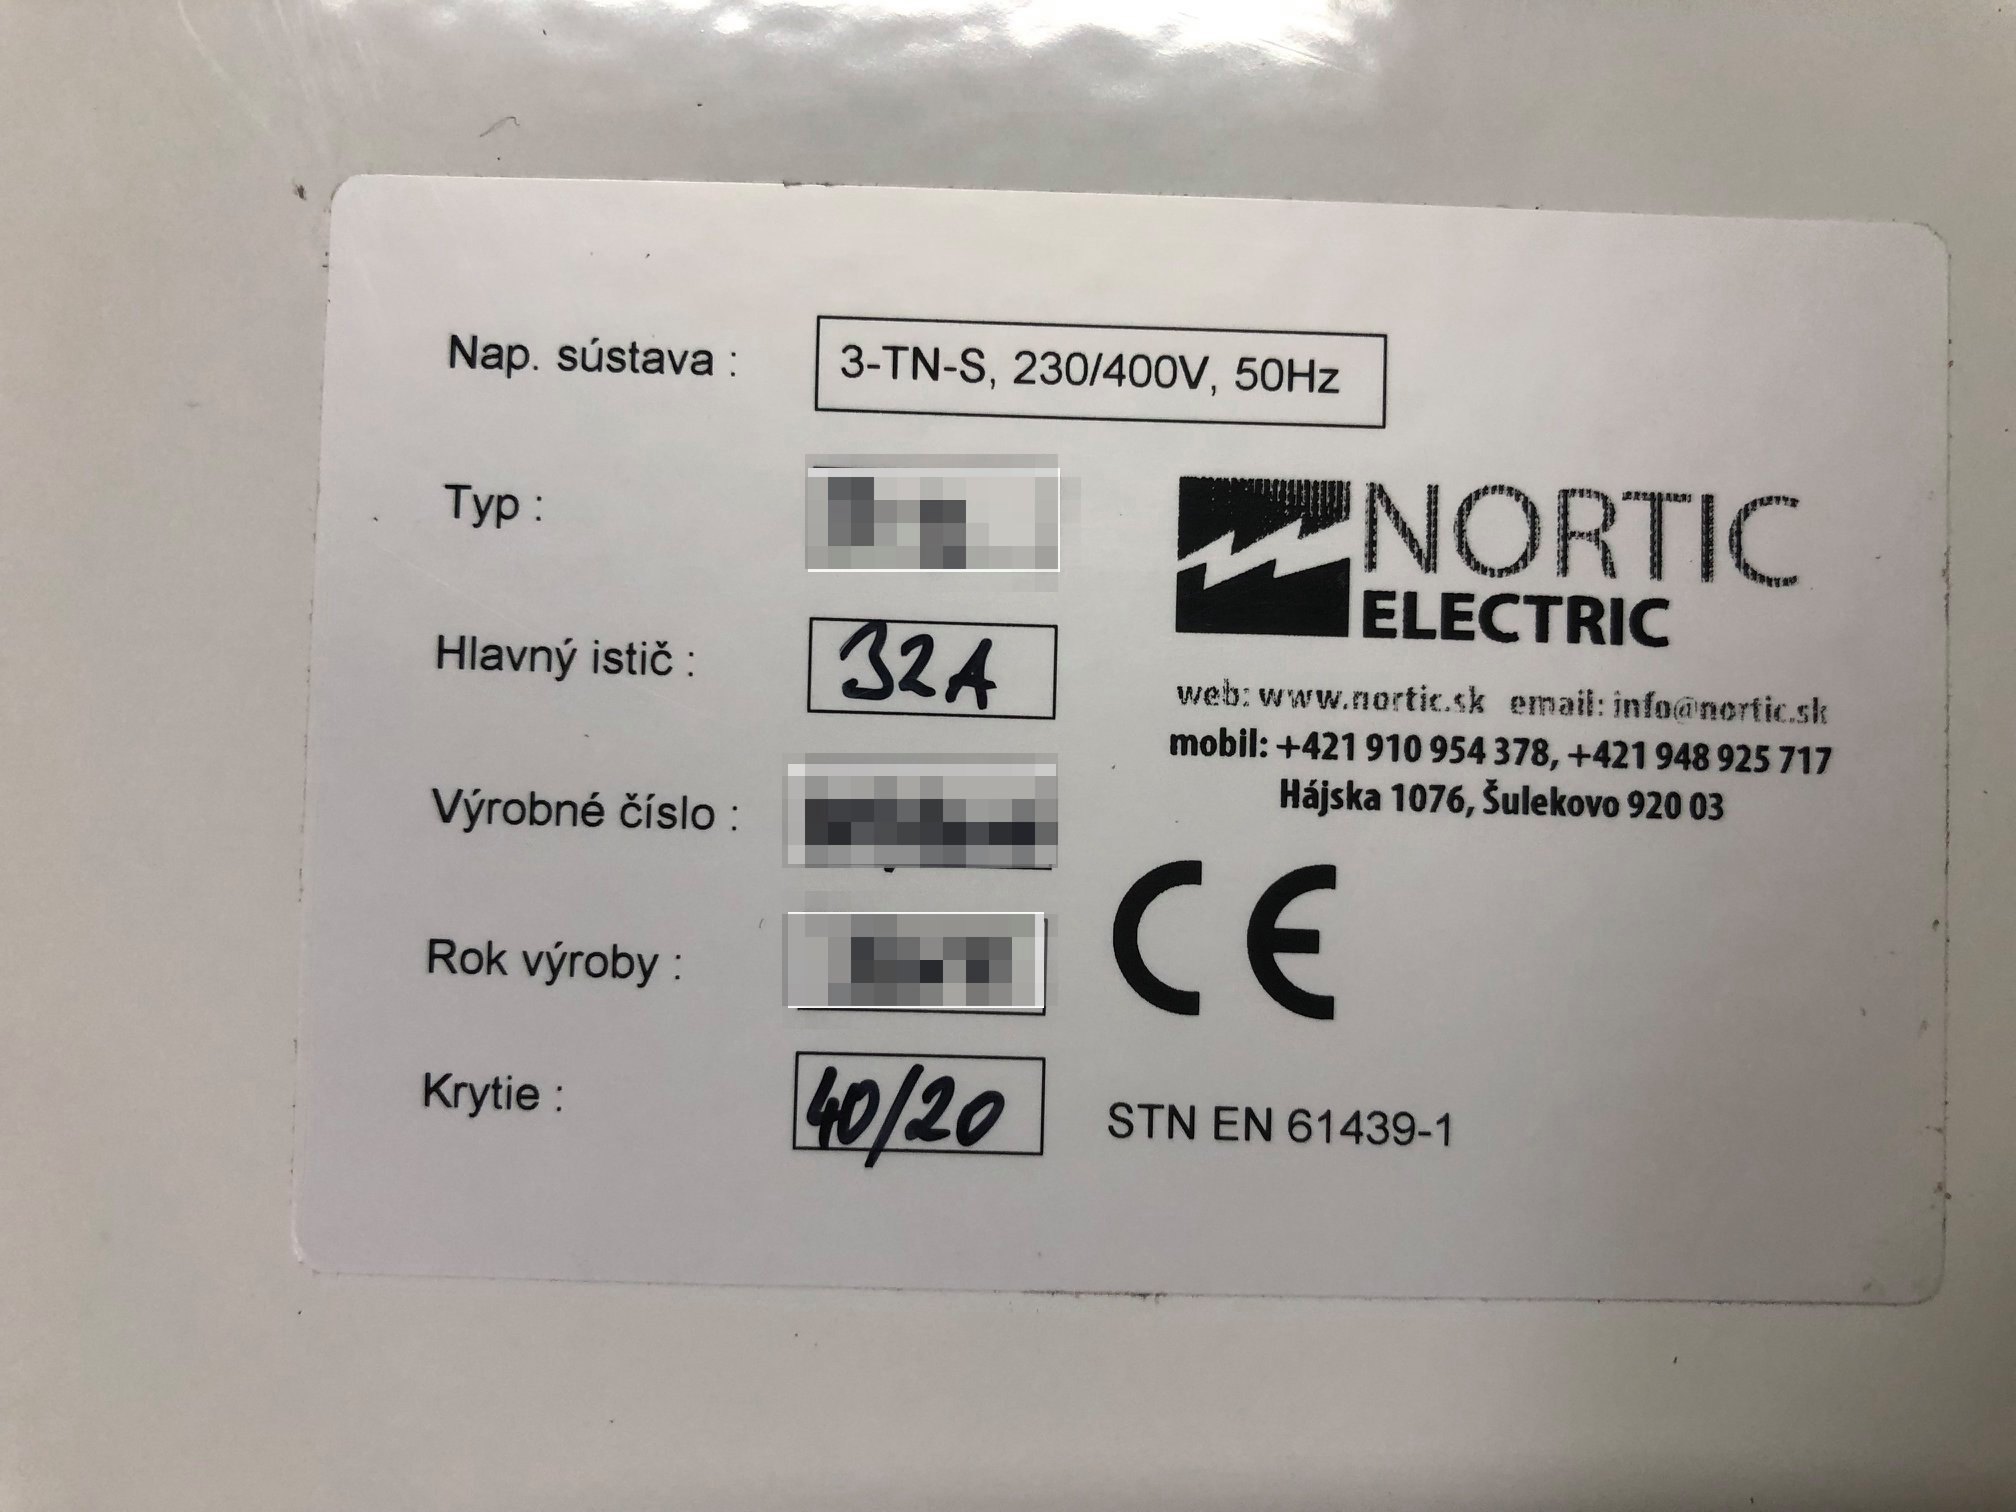 Nap. sústava : 3-TN-S, 230/400V, 50Hz
Typ :
NORTIC
ELECTRIC
Hlavný istič : 32A
web: www.nortic.sk email: info@nortic.sk
mobil: +421 910 954 378, +421 948 925 717
Hájska 1076, Šulekovo 920 03
Výrobné číslo :
Rok výroby :
CE
Krytie : 40/20
STN EN 61439-1